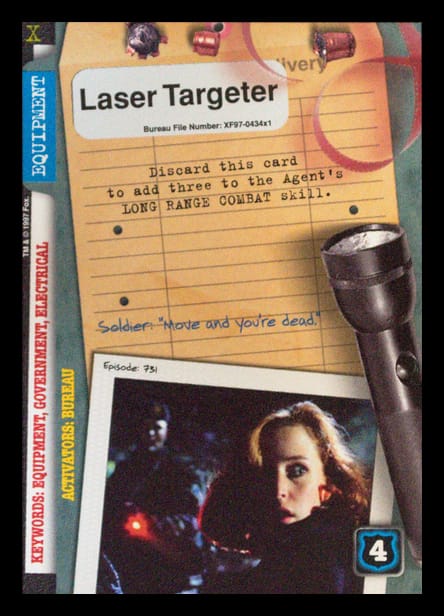 X
livery
Laser Targeter
Bureau File Number: XF97-0434x1
EQUIPMENT
Discard this card
to add three to the Agent's
LONG RANGE COMBAT skill.
TM & © 1997 Fox.
KEYWORDS: EQUIPMENT, GOVERNMENT, ELECTRICAL
ACTIVATORS: BUREAU
Soldier: "Move and you're dead."
Episode: 731
4